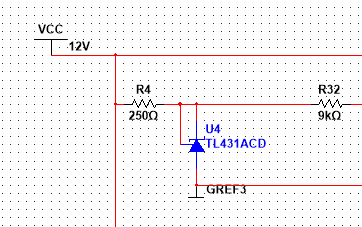 VCC
12V
R4
250Ω
R32
9kΩ
U4
TL431ACD
GREF3